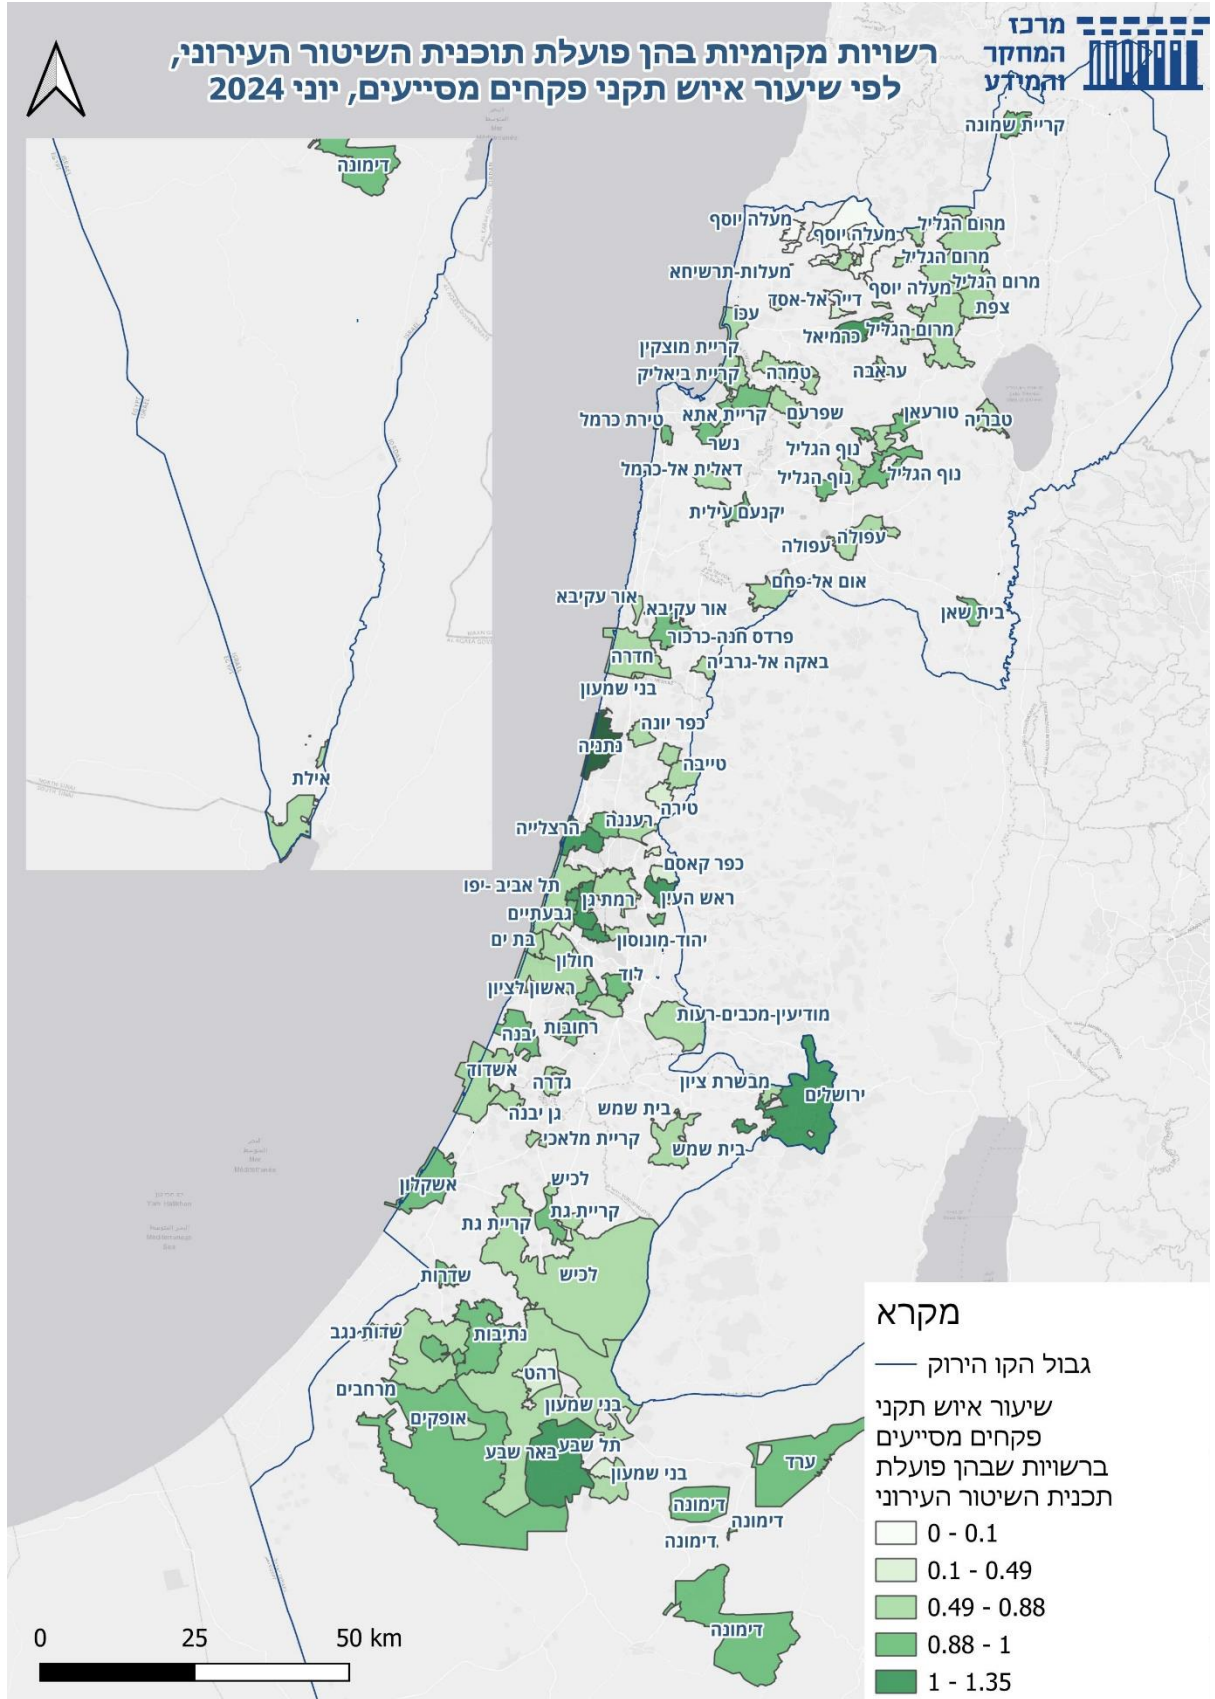 מרכז
המחקר
והמידע
רשויות מקומיות בהן פועלת תוכנית השיטור העירוני,
לפי שיעור איוש תקני פקחים מסייעים, יוני 2024
קריית שמונה
דימונה
מעלה יוסף
מרום הגליל
מעלה יוסף
מרום הגליל
מעלות-תרשיחא
מרום הגליל
מעלה יוסף
דייר אל-אסד
צפת
עכו
מרום הגליל
כרמיאל
קריית מוצקין
קריית ביאליק
טמרה
עראבה
קריית אתא
שפרעם
טורעאן
טבריה
טירת כרמל
נשר
נוף הגליל
דאלית אל-כרמל
נוף הגליל
נוף הגליל
יקנעם עילית
עפולה
עפולה
אום אל-פחם
אור עקיבא
אור עקיבא
בית שאן
פרדס חנה-כרכור
חדרה
באקה אל-גרביה
בני שמעון
כפר יונה
נתניה
טייבה
אילת
טירה
רעננה
הרצלייה
כפר קאסם
תל אביב -יפו
רמת גן
ראש העין
גבעתיים
בת ים
יהוד-מונוסון
חולון
לוד
ראשון לציון
מודיעין-מכבים-רעות
רחובות
יבנה
אשדוד
גדרה
מבשרת ציון
ירושלים
גן יבנה
בית שמש
קריית מלאכי
בית שמש
אשקלון
לכיש
קריית גת
קריית גת
לכיש
שדרות
שדות-נגב
נתיבות
רהט
מרחבים
אופקים
בני שמעון
תל שבע
באר שבע
בני שמעון
ערד
דימונה
דימונה
דימונה
דימונה
מקרא
גבול הקו הירוק
שיעור איוש תקני
פקחים מסייעים
ברשויות שבהן פועלת
תכנית השיטור העירוני
0 - 0.1
0.1 - 0.49
0.49 - 0.88
0.88 - 1
1 - 1.35
0 25 50 km